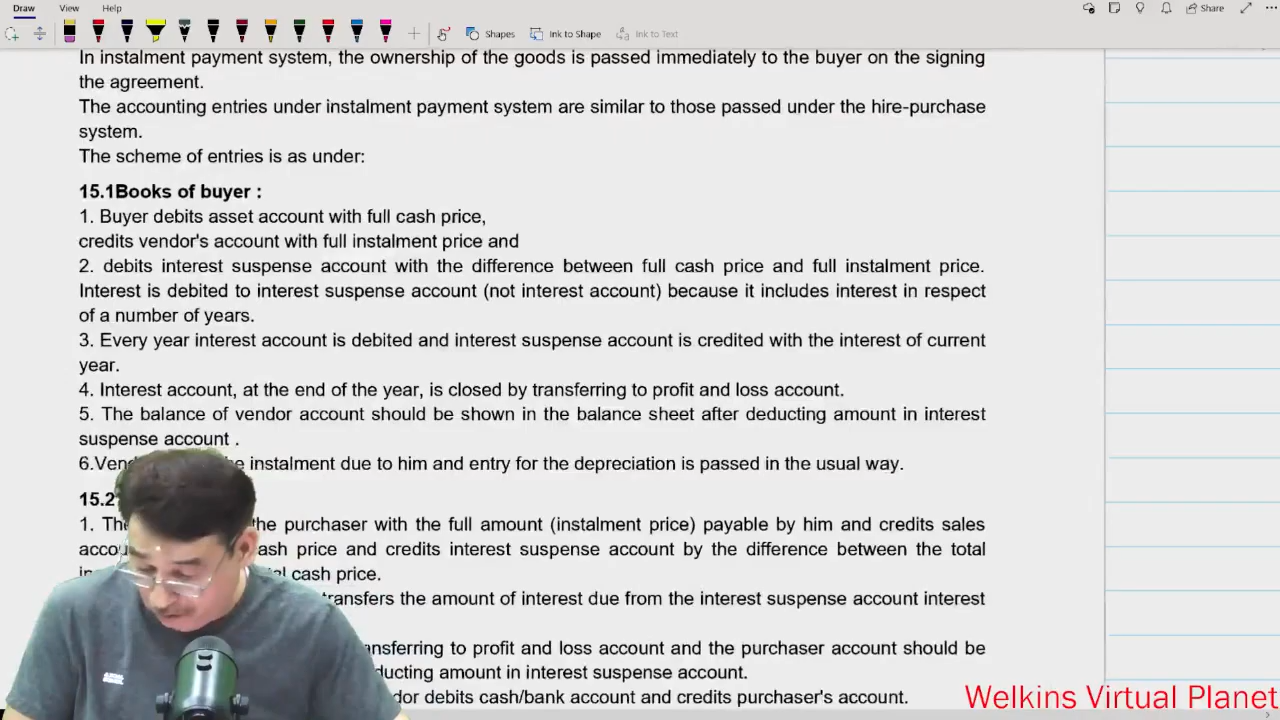 Draw View Help
Share
Shapes Ink to Shape Ink to Text
In instalment payment system, the ownership of the goods is passed immediately to the buyer on the signing
the agreement.
The accounting entries under instalment payment system are similar to those passed under the hire-purchase
system.
The scheme of entries is as under:
15.1Books of buyer :
1. Buyer debits asset account with full cash price,
credits vendor's account with full instalment price and
2. debits interest suspense account with the difference between full cash price and full instalment price.
Interest is debited to interest suspense account (not interest account) because it includes interest in respect
of a number of years.
3. Every year interest account is debited and interest suspense account is credited with the interest of current
year.
4. Interest account, at the end of the year, is closed by transferring to profit and loss account.
5. The balance of vendor account should be shown in the balance sheet after deducting amount in interest
suspense account .
6. instalment due to him and entry for the depreciation is passed in the usual way.
15.2
1. the purchaser with the full amount (instalment price) payable by him and credits sales
cash price and credits interest suspense account by the difference between the total
cash price.
transfers the amount of interest due from the interest suspense account interest
to profit and loss account and the purchaser account should be
amount in interest suspense account.
debits cash/bank account and credits purchaser's account.
Welkins Virtual Planet